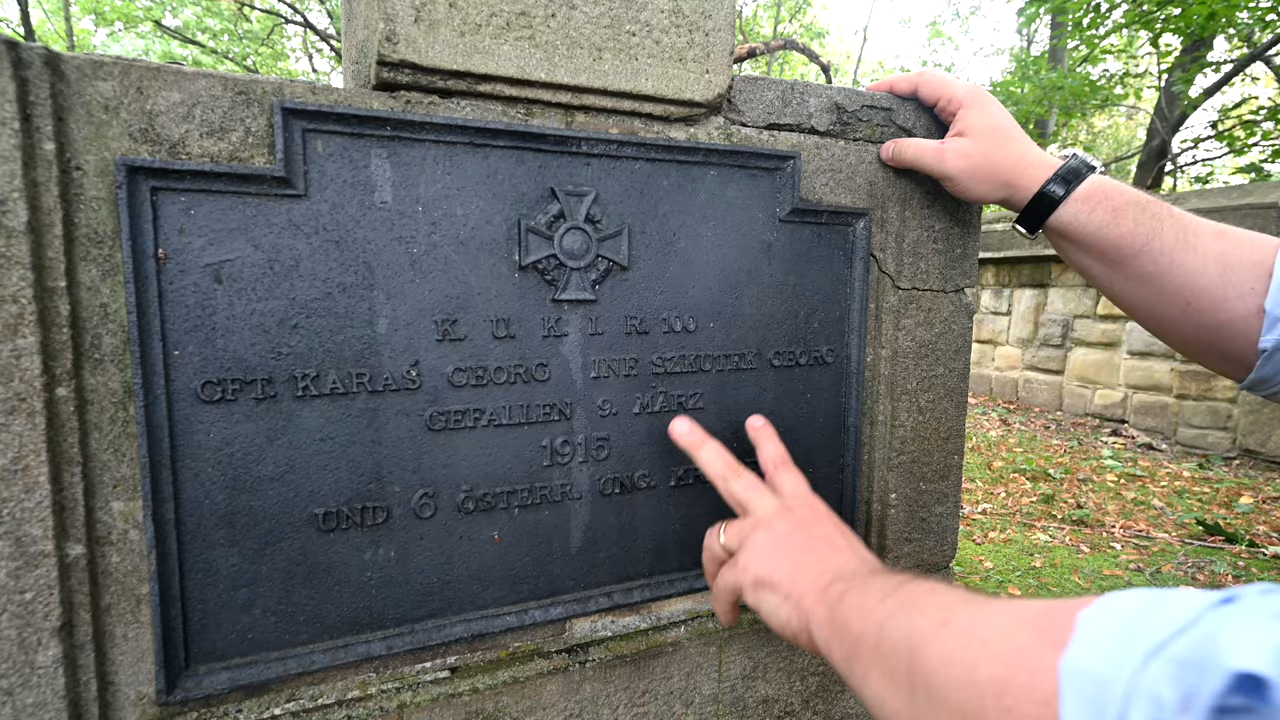 K. U. K. I. R. 100
GFT. KARAŚ GEORG INF. SZKUTEK GEORG
GEFALLEN 9. MÄRZ
1915
UND 6 ÖSTERR. UNG.